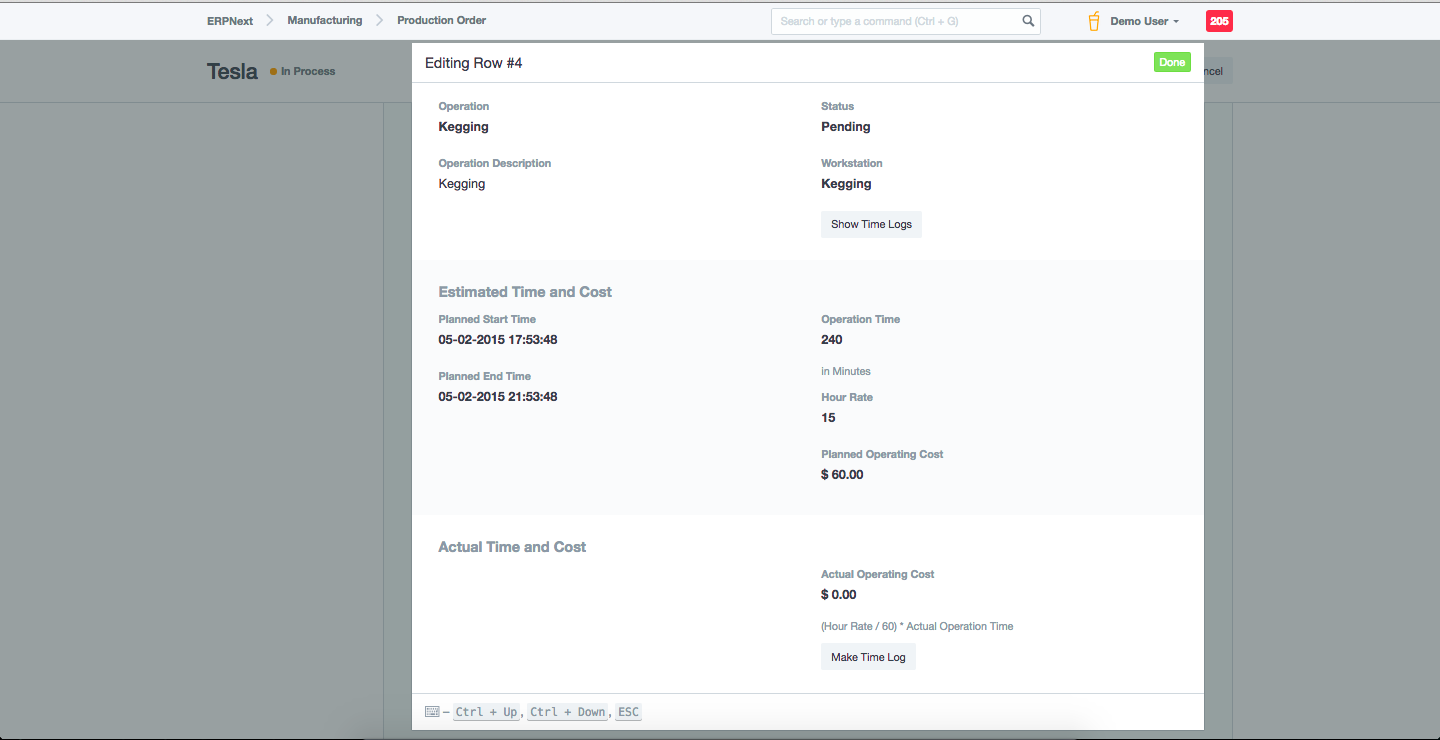 ERPNext Manufacturing Production Order Search or type a command (Ctrl + G) Demo User 205
Tesla In Process ncel
Editing Row #4 Done
Operation Status
Kegging Pending
Operation Description Workstation
Kegging Kegging
Show Time Logs
Estimated Time and Cost
Planned Start Time Operation Time
05-02-2015 17:53:48 240
in Minutes
Planned End Time
05-02-2015 21:53:48
Hour Rate
15
Planned Operating Cost
$ 60.00
Actual Time and Cost
Actual Operating Cost
$ 0.00
(Hour Rate / 60) * Actual Operation Time
Make Time Log
– Ctrl + Up, Ctrl + Down, ESC